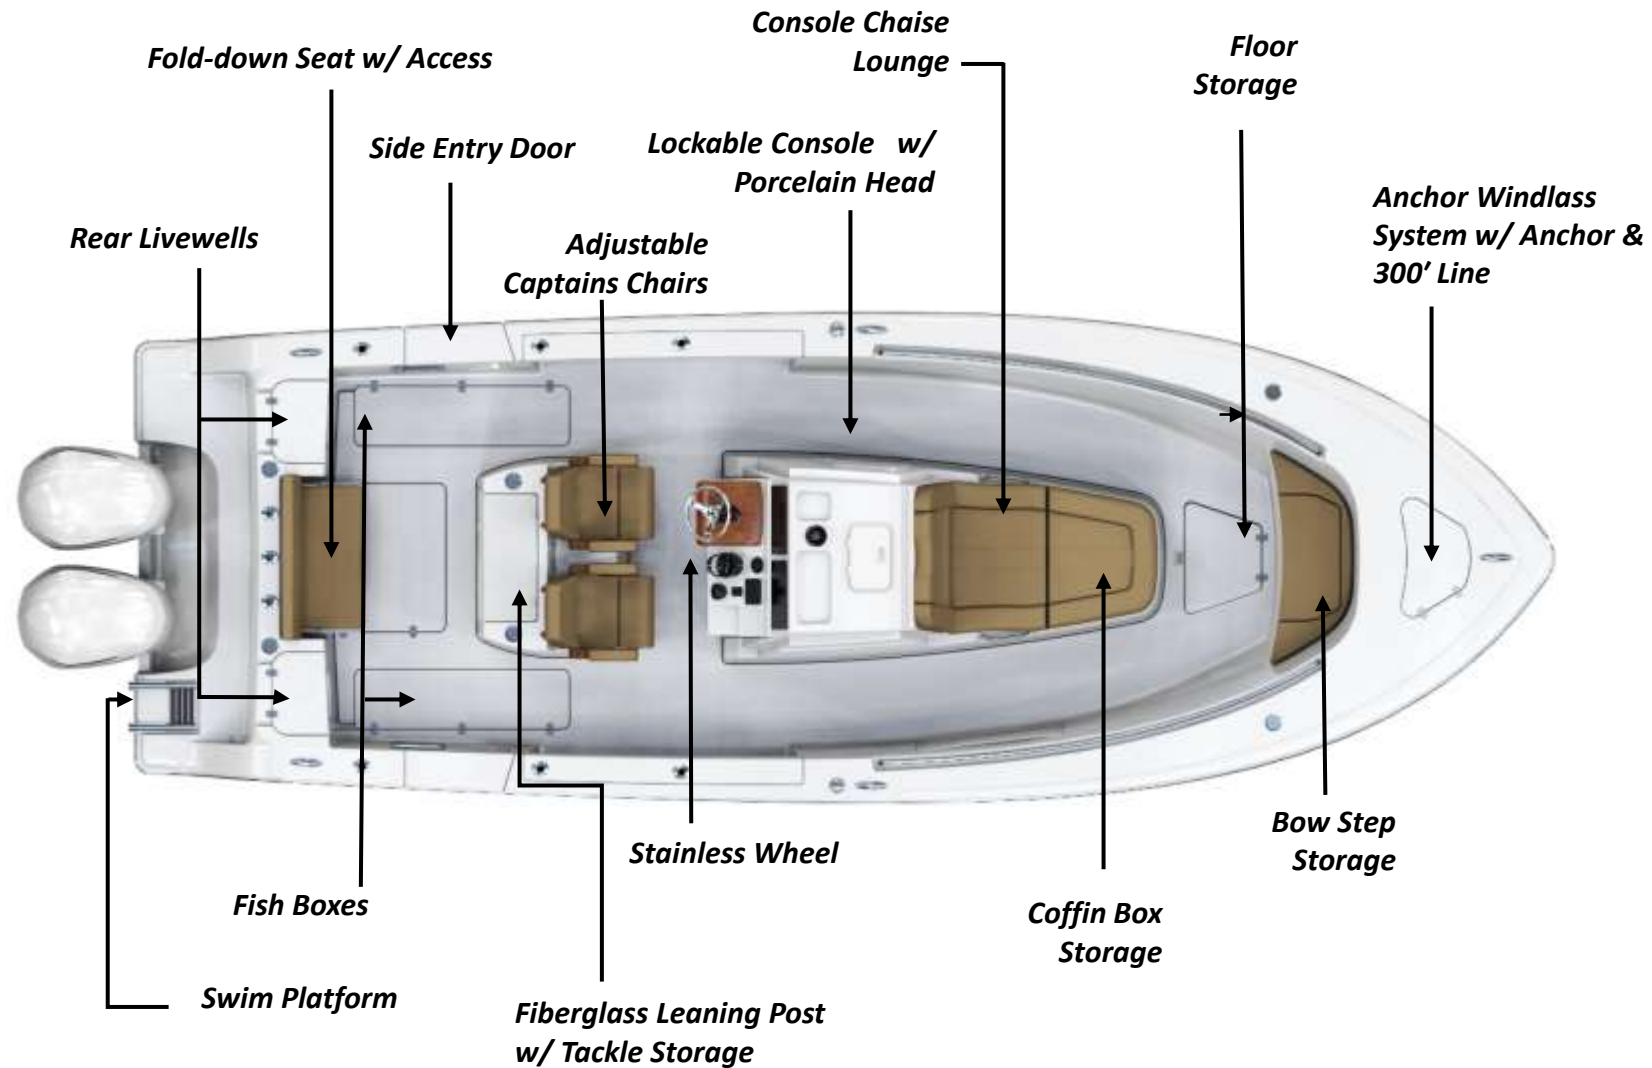 Console Chaise
Lounge
Fold-down Seat w/ Access
Floor
Storage
Side Entry Door
Lockable Console w/
Porcelain Head
Anchor Windlass
System w/ Anchor &
300' Line
Rear Livewells
Adjustable
Captains Chairs
Stainless Wheel
Bow Step
Storage
Fish Boxes
Coffin Box
Storage
Swim Platform
Fiberglass Leaning Post
w/ Tackle Storage